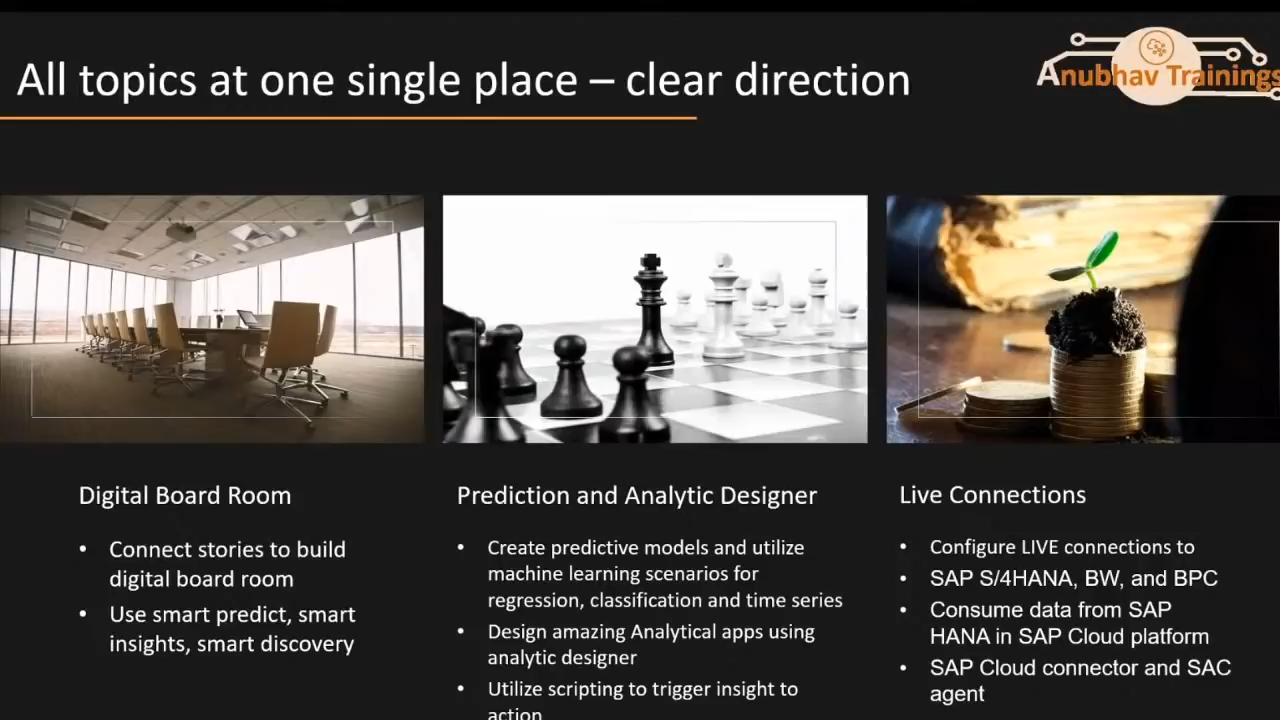 All topics at one single place – clear direction
Anubhav Trainings
Digital Board Room
• Connect stories to build
digital board room
• Use smart predict, smart
insights, smart discovery
Prediction and Analytic Designer
• Create predictive models and utilize
machine learning scenarios for
regression, classification and time series
• Design amazing Analytical apps using
analytic designer
• Utilize scripting to trigger insight to
action
Live Connections
• Configure LIVE connections to
• SAP S/4HANA, BW, and BPC
• Consume data from SAP
HANA in SAP Cloud platform
• SAP Cloud connector and SAC
agent